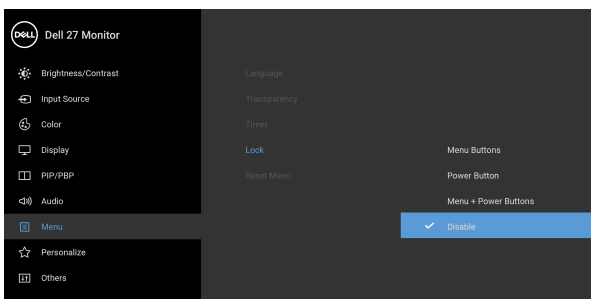 DELL
Dell 27 Monitor
Brightness/Contrast
Input Source
Color
Display
PIP/PBP
Audio
Menu
Personalize
Others
Language
Transparency
Timer
Lock
Reset Menu
Menu Buttons
Power Button
Menu + Power Buttons
Disable